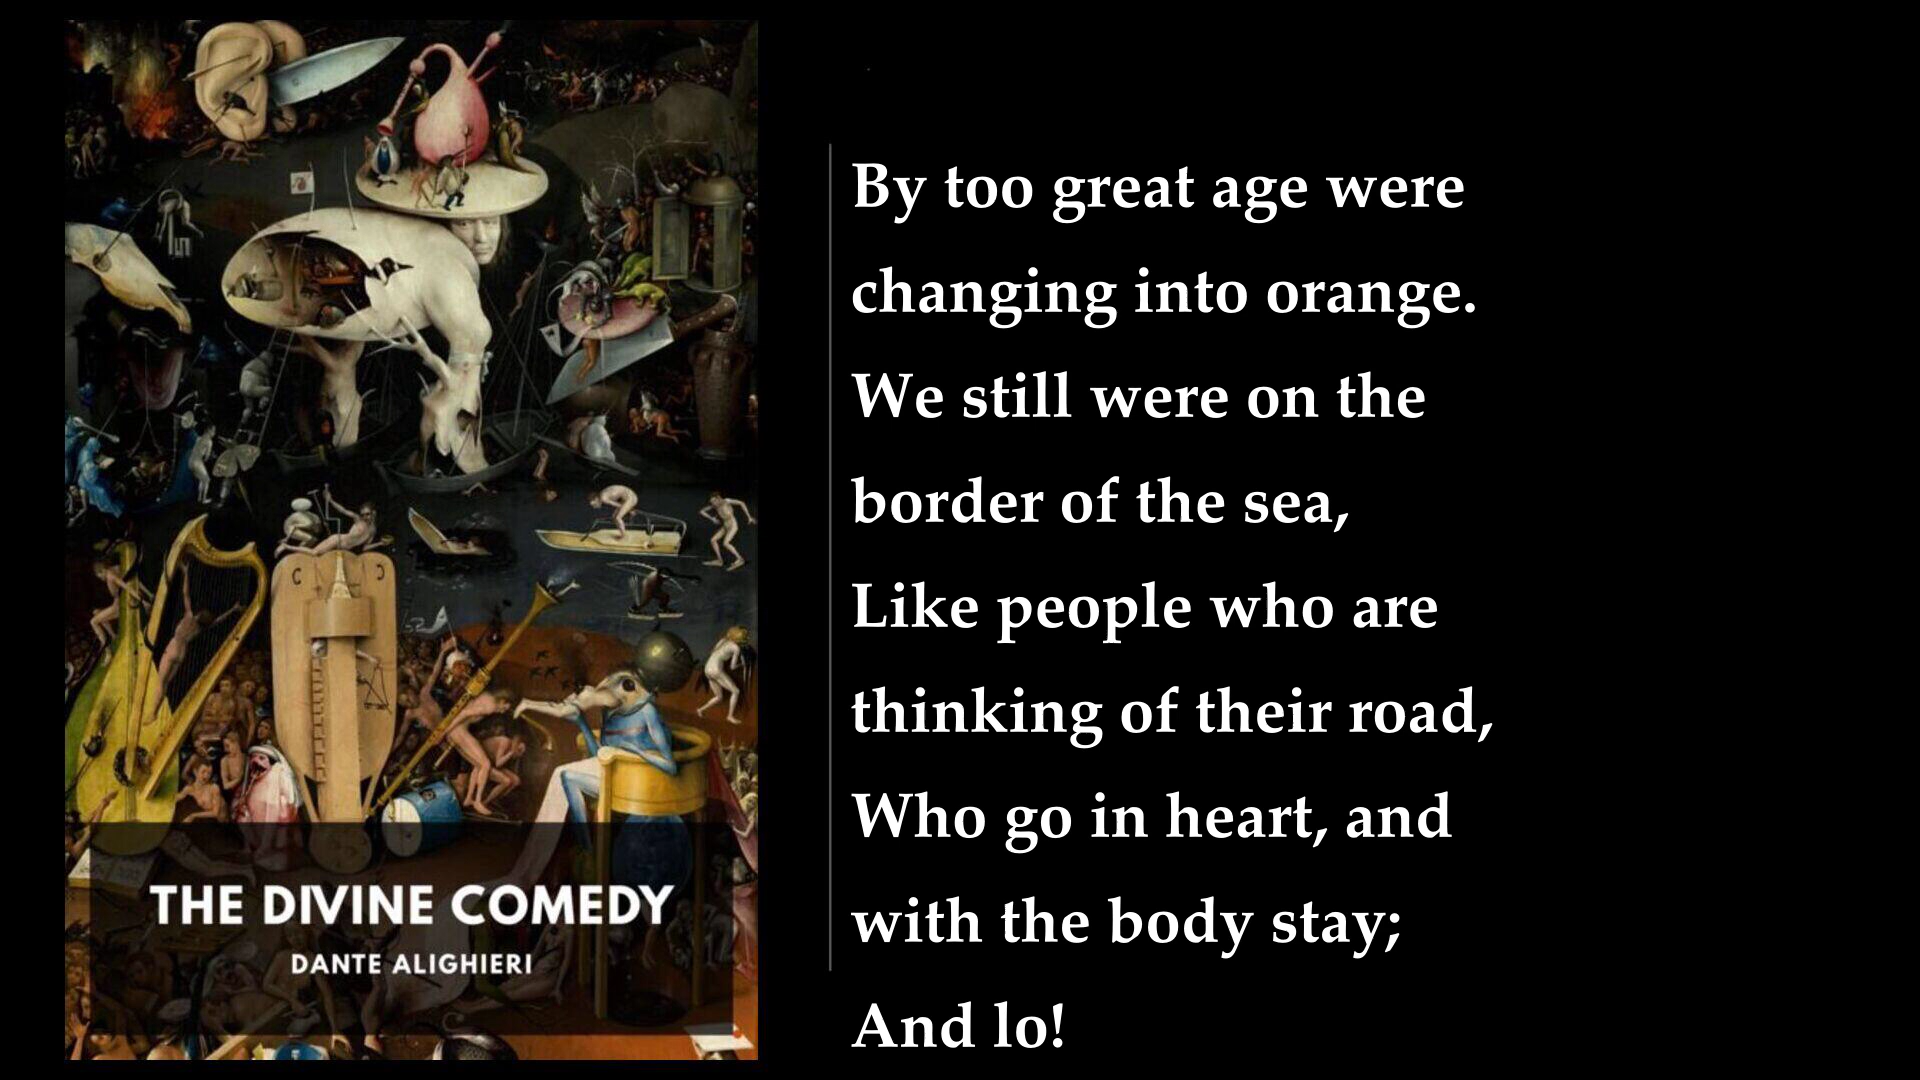 By too great age were
changing into orange.
We still were on the
border of the sea,
Like people who are
thinking of their road,
Who go in heart, and
with the body stay;
And lo!
THE DIVINE COMEDY
DANTE ALIGHIERI